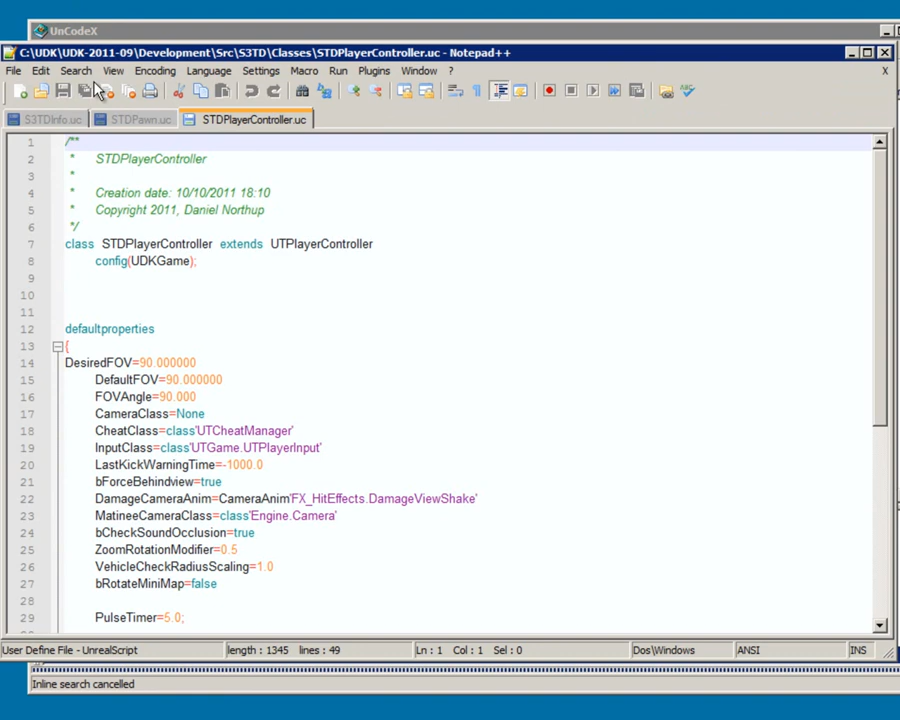 UnCodeX
C:\UDK\UDK-2011-09\Development\Src\S3TD\Classes\STDPlayerController.uc - Notepad++
File Edit Search View Encoding Language Settings Macro Run Plugins Window ? X
S3TDInfo.uc STDPawn.uc STDPlayerController.uc
1 /**
2 * STDPlayerController
3 *
4 * Creation date: 10/10/2011 18:10
5 * Copyright 2011, Daniel Northup
6 */
7 class STDPlayerController extends UTPlayerController
8 config(UDKGame);
9
10
11
12 defaultproperties
13 {
14 DesiredFOV=90.000000
15 DefaultFOV=90.000000
16 FOVAngle=90.000
17 CameraClass=None
18 CheatClass=class'UTCheatManager'
19 InputClass=class'UTGame.UTPlayerInput'
20 LastKickWarningTime=-1000.0
21 bForceBehindview=true
22 DamageCameraAnim=CameraAnim'FX_HitEffects.DamageViewShake'
23 MatineeCameraClass=class'Engine.Camera'
24 bCheckSoundOcclusion=true
25 ZoomRotationModifier=0.5
26 VehicleCheckRadiusScaling=1.0
27 bRotateMiniMap=false
28
29 PulseTimer=5.0;
User Define File - UnrealScript length : 1345 lines : 49 Ln : 1 Col : 1 Sel : 0 Dos\Windows ANSI INS
Inline search cancelled